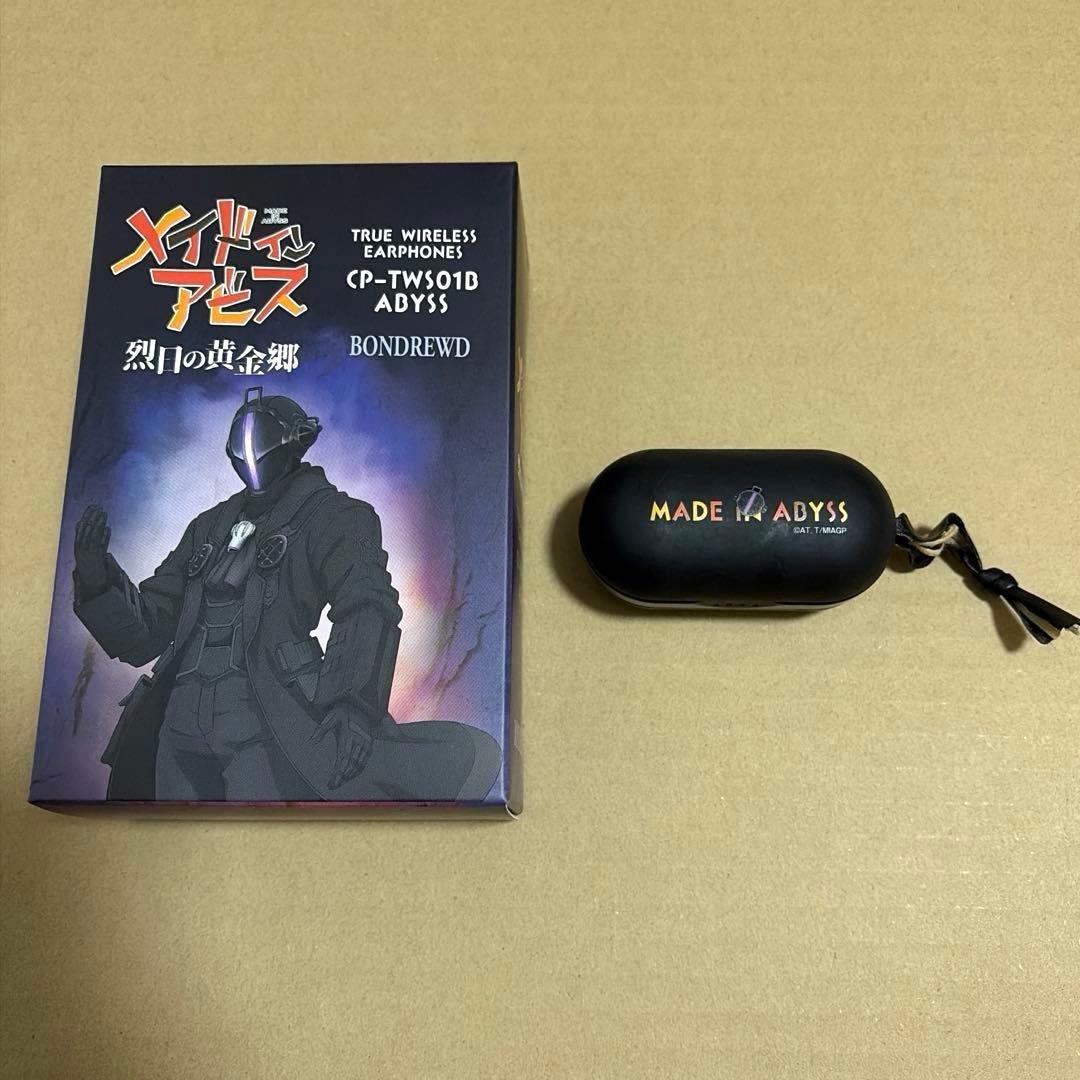 メイドイン
MADE
IN
ABYSS
アビス
烈日の黄金郷
TRUE WIRELESS
EARPHONES
CP-TWS01B
ABYSS
BONDREWD
MADE IN ABYSS
©AT, T/MIAGP